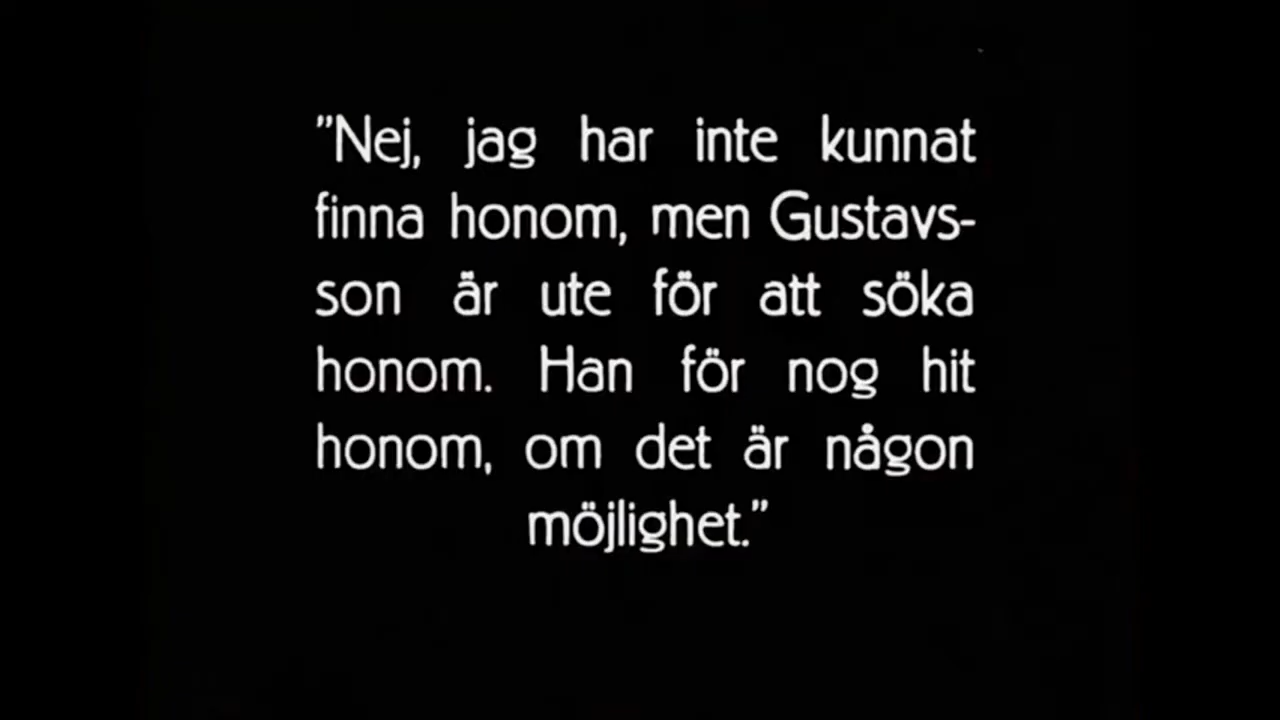 ”Nej, jag har inte kunnat
finna honom, men Gustavs-
son är ute för att söka
honom. Han för nog hit
honom, om det är någon
möjlighet.”